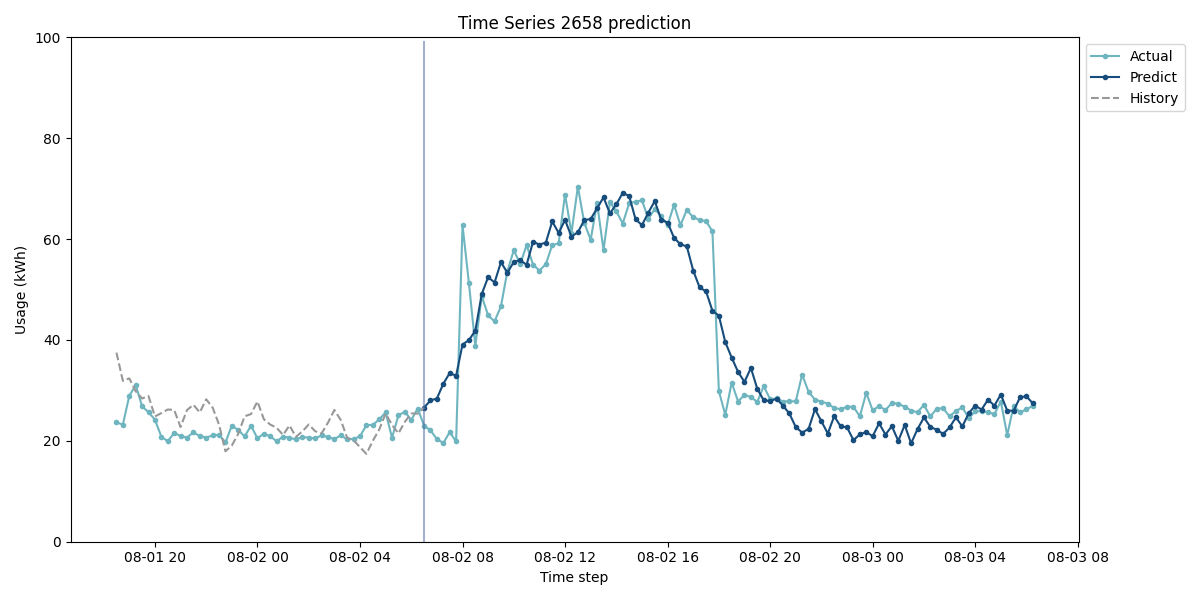 Time Series 2658 prediction
100
80
60
40
20
0
Usage (kWh)
08-01 20
08-02 00
08-02 04
08-02 08
08-02 12
08-02 16
08-02 20
08-03 00
08-03 04
08-03 08
Time step
Actual
Predict
History